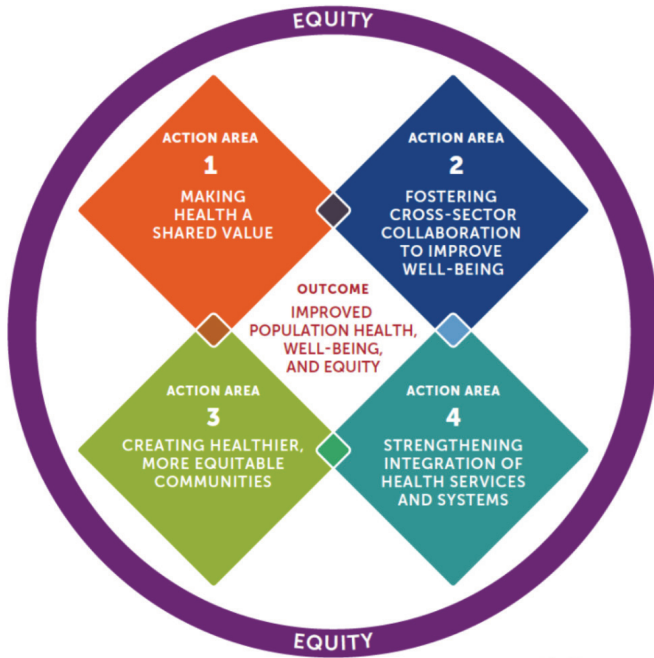 EQUITY
ACTION AREA
1
MAKING
HEALTH A
SHARED VALUE
ACTION AREA
2
FOSTERING
CROSS-SECTOR
COLLABORATION
TO IMPROVE
WELL-BEING
OUTCOME
IMPROVED
POPULATION HEALTH,
WELL-BEING,
AND EQUITY
ACTION AREA
3
CREATING HEALTHIER,
MORE EQUITABLE
COMMUNITIES
ACTION AREA
4
STRENGTHENING
INTEGRATION OF
HEALTH SERVICES
AND SYSTEMS
EQUITY